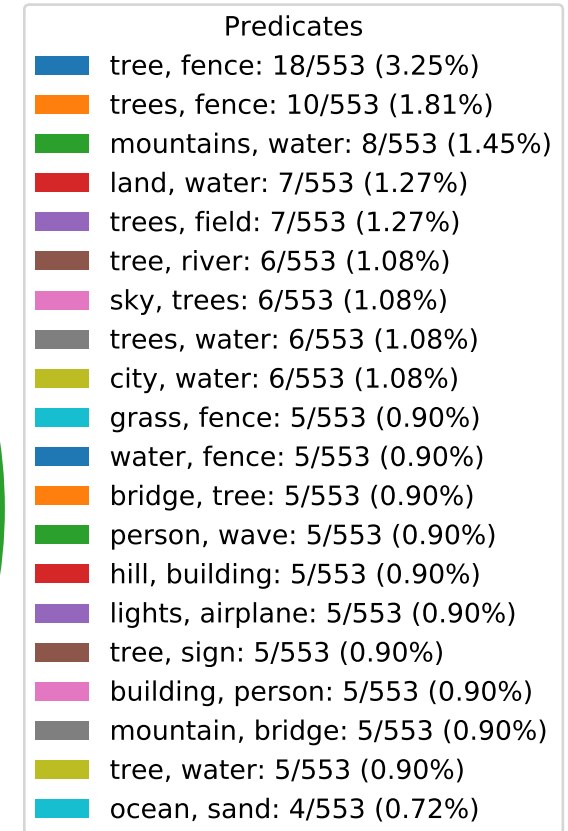 Predicates
tree, fence: 18/553 (3.25%)
trees, fence: 10/553 (1.81%)
mountains, water: 8/553 (1.45%)
land, water: 7/553 (1.27%)
trees, field: 7/553 (1.27%)
tree, river: 6/553 (1.08%)
sky, trees: 6/553 (1.08%)
trees, water: 6/553 (1.08%)
city, water: 6/553 (1.08%)
grass, fence: 5/553 (0.90%)
water, fence: 5/553 (0.90%)
bridge, tree: 5/553 (0.90%)
person, wave: 5/553 (0.90%)
hill, building: 5/553 (0.90%)
lights, airplane: 5/553 (0.90%)
tree, sign: 5/553 (0.90%)
building, person: 5/553 (0.90%)
mountain, bridge: 5/553 (0.90%)
tree, water: 5/553 (0.90%)
ocean, sand: 4/553 (0.72%)